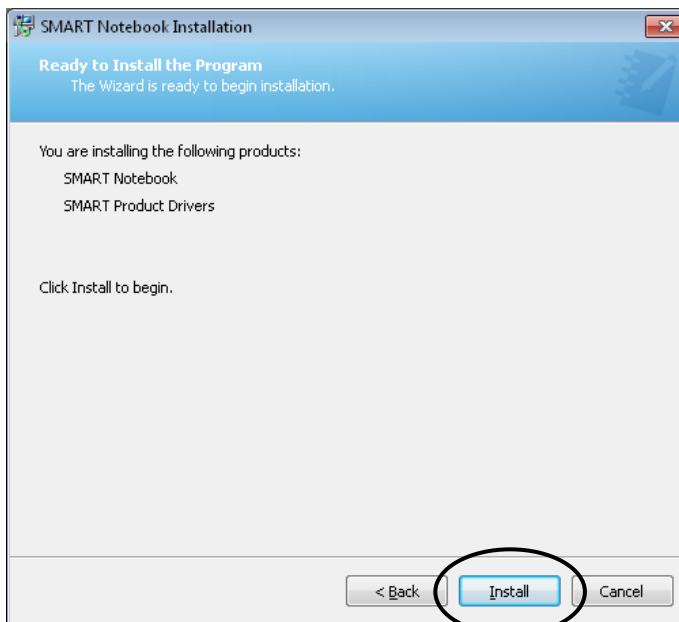 SMART Notebook Installation
Ready to Install the Program
The Wizard is ready to begin installation.
You are installing the following products:
SMART Notebook
SMART Product Drivers
Click Install to begin.
< Back Install Cancel